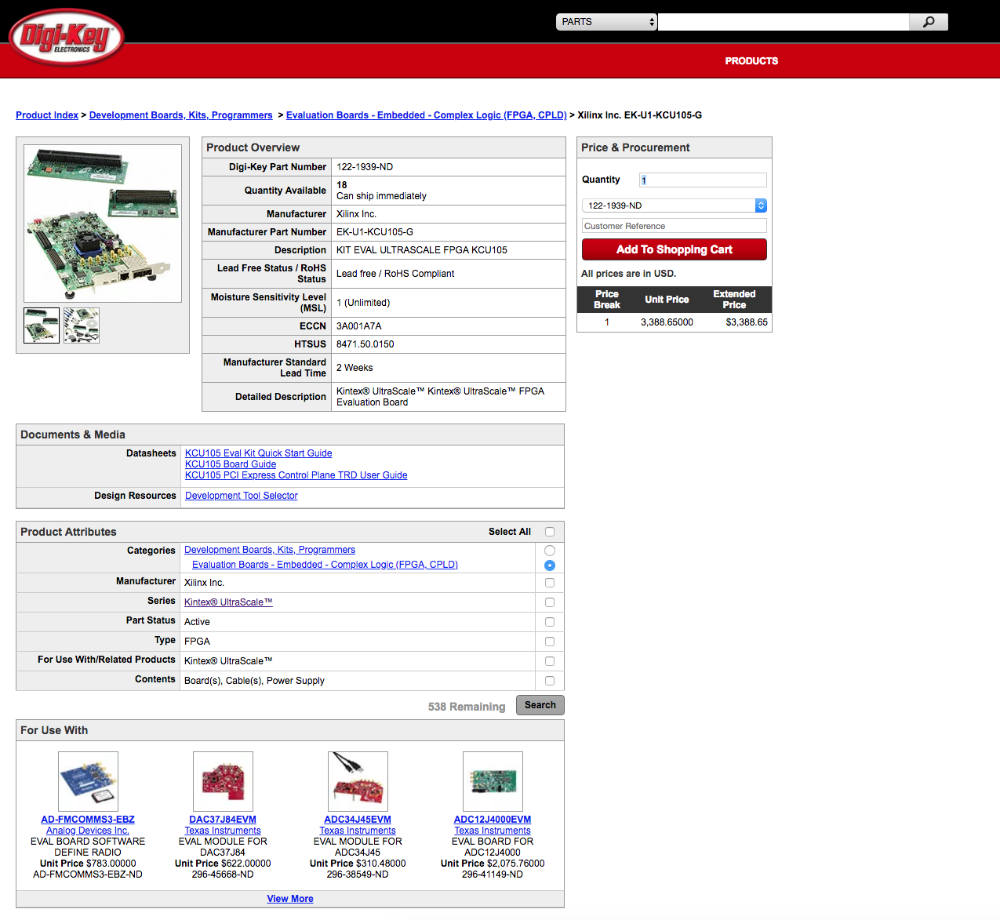 Digi-Key
ELECTRONICS
PARTS
PRODUCTS
Product Index > Development Boards, Kits, Programmers > Evaluation Boards - Embedded - Complex Logic (FPGA, CPLD) > Xilinx Inc. EK-U1-KCU105-G
Product Overview
Digi-Key Part Number 122-1939-ND
Quantity Available 18
Can ship immediately
Manufacturer Xilinx Inc.
Manufacturer Part Number EK-U1-KCU105-G
Description KIT EVAL ULTRASCALE FPGA KCU105
Lead Free Status / RoHS
Status Lead free / RoHS Compliant
Moisture Sensitivity Level
(MSL) 1 (Unlimited)
ECCN 3A001A7A
HTSUS 8471.50.0150
Manufacturer Standard
Lead Time 2 Weeks
Detailed Description Kintex® UltraScale™ Kintex® UltraScale™ FPGA
Evaluation Board
Price & Procurement
Quantity 1
122-1939-ND
Customer Reference
Add To Shopping Cart
All prices are in USD.
Price
Break Unit Price Extended
Price
1 3,388.65000 $3,388.65
Documents & Media
Datasheets KCU105 Eval Kit Quick Start Guide
KCU105 Board Guide
KCU105 PCI Express Control Plane TRD User Guide
Design Resources Development Tool Selector
Product Attributes Select All
Categories Development Boards, Kits, Programmers
Evaluation Boards - Embedded - Complex Logic (FPGA, CPLD)
Manufacturer Xilinx Inc.
Series Kintex® UltraScale™
Part Status Active
Type FPGA
For Use With/Related Products Kintex® UltraScale™
Contents Board(s), Cable(s), Power Supply
538 Remaining Search
For Use With
AD-FMCOMMS3-EBZ
Analog Devices Inc.
EVAL BOARD SOFTWARE
DEFINE RADIO
Unit Price $783.00000
AD-FMCOMMS3-EBZ-ND
DAC37J84EVM
Texas Instruments
EVAL MODULE FOR
DAC37J84
Unit Price $622.00000
296-45668-ND
ADC34J45EVM
Texas Instruments
EVAL MODULE FOR
ADC34J45
Unit Price $310.48000
296-38549-ND
ADC12J4000EVM
Texas Instruments
EVAL BOARD FOR
ADC12J4000
Unit Price $2,075.76000
296-41149-ND
View More